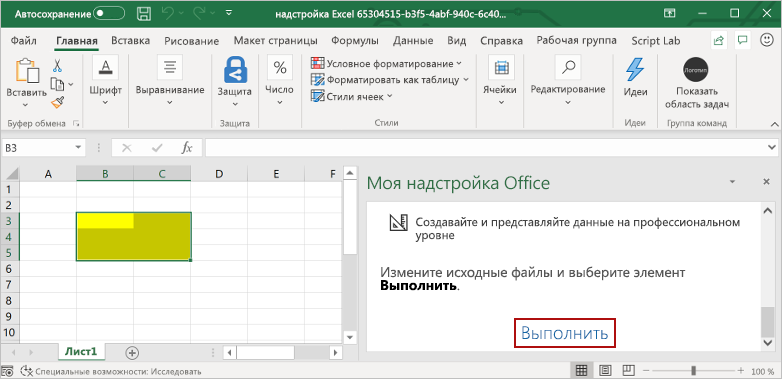 Автосохранение
надстройка Excel 65304515-b3f5-4abf-940c-6c40...
Файл Главная Вставка Рисование Макет страницы Формулы Данные Вид Справка Рабочая группа Script Lab
Вставить
Буфер обмена
Шрифт
Выравнивание
Защита
Защита
Число
Условное форматирование
Форматировать как таблицу
Стили ячеек
Стили
Ячейки
Редактирование
Идеи
Идеи
Логотип
Показать
область задач
Группа команд
B3
fx
A B C D E F
1
2
3
4
5
6
7
8
9
10
Моя надстройка Office
Создавайте и представляйте данные на профессиональном
уровне
Измените исходные файлы и выберите элемент
Выполнить.
Выполнить
Лист1
Специальные возможности: Исследовать
100 %